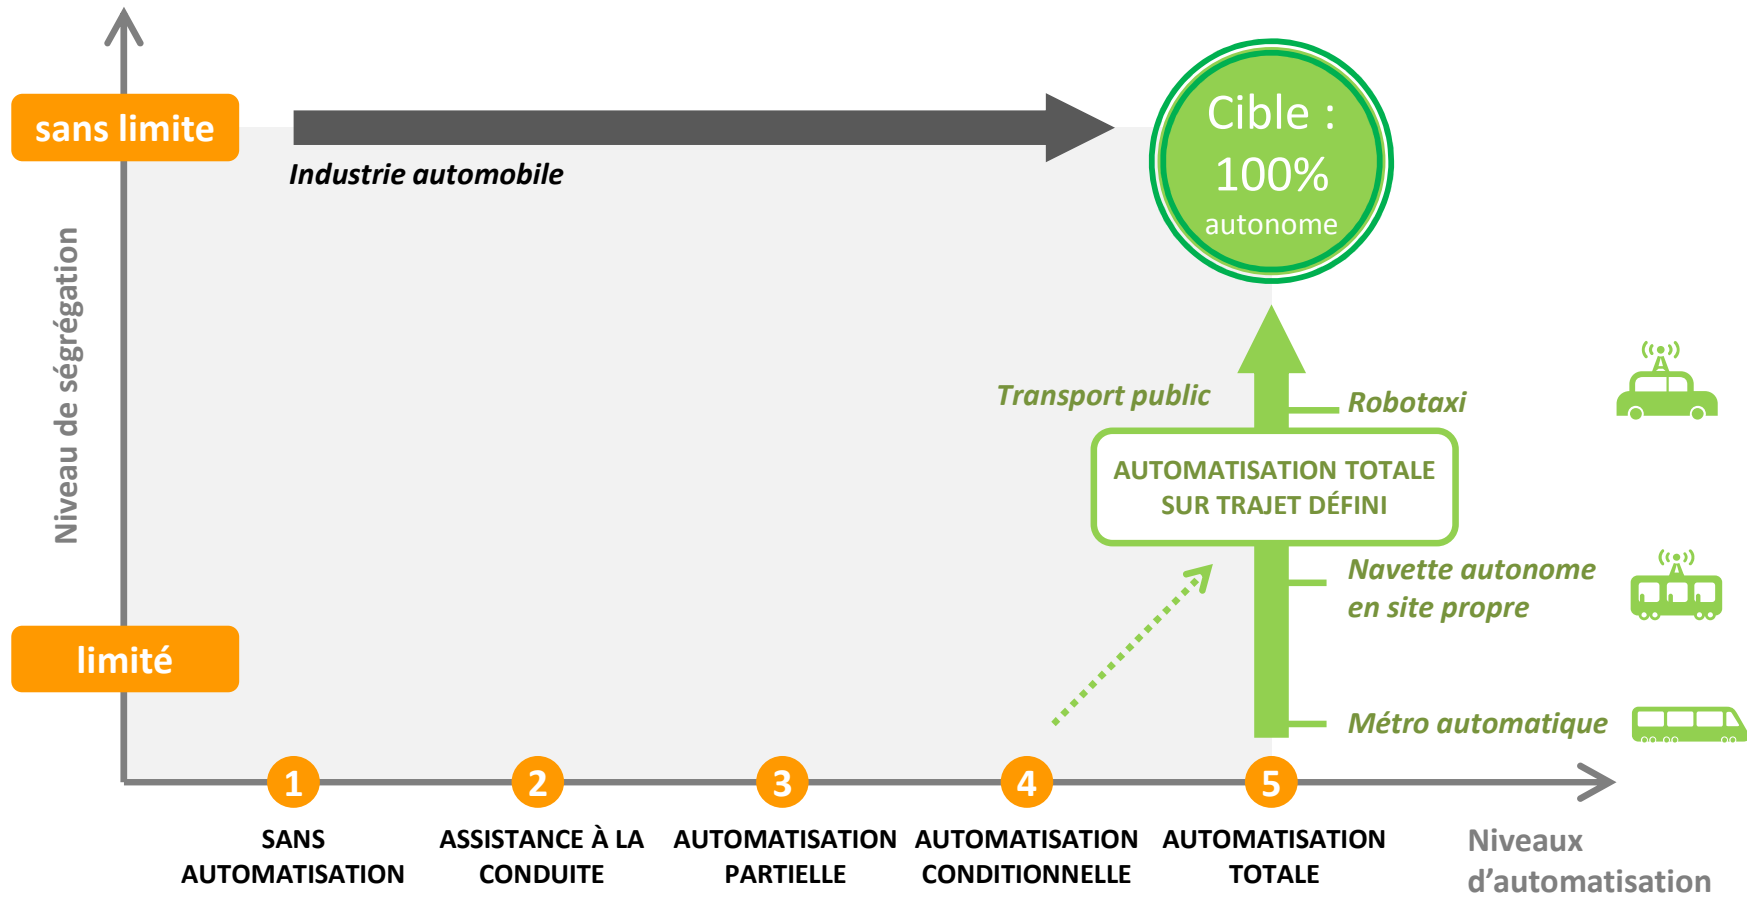 sans limite
Industrie automobile
Cible :
100%
autonome
Niveau de ségrégation
Transport public
Robotaxi
AUTOMATISATION TOTALE
SUR TRAJET DÉFINI
Navette autonome
en site propre
limité
Métro automatique
1
2
3
4
5
SANS
AUTOMATISATION
ASSISTANCE À LA
CONDUITE
AUTOMATISATION
PARTIELLE
AUTOMATISATION
CONDITIONNELLE
AUTOMATISATION
TOTALE
Niveaux
d'automatisation